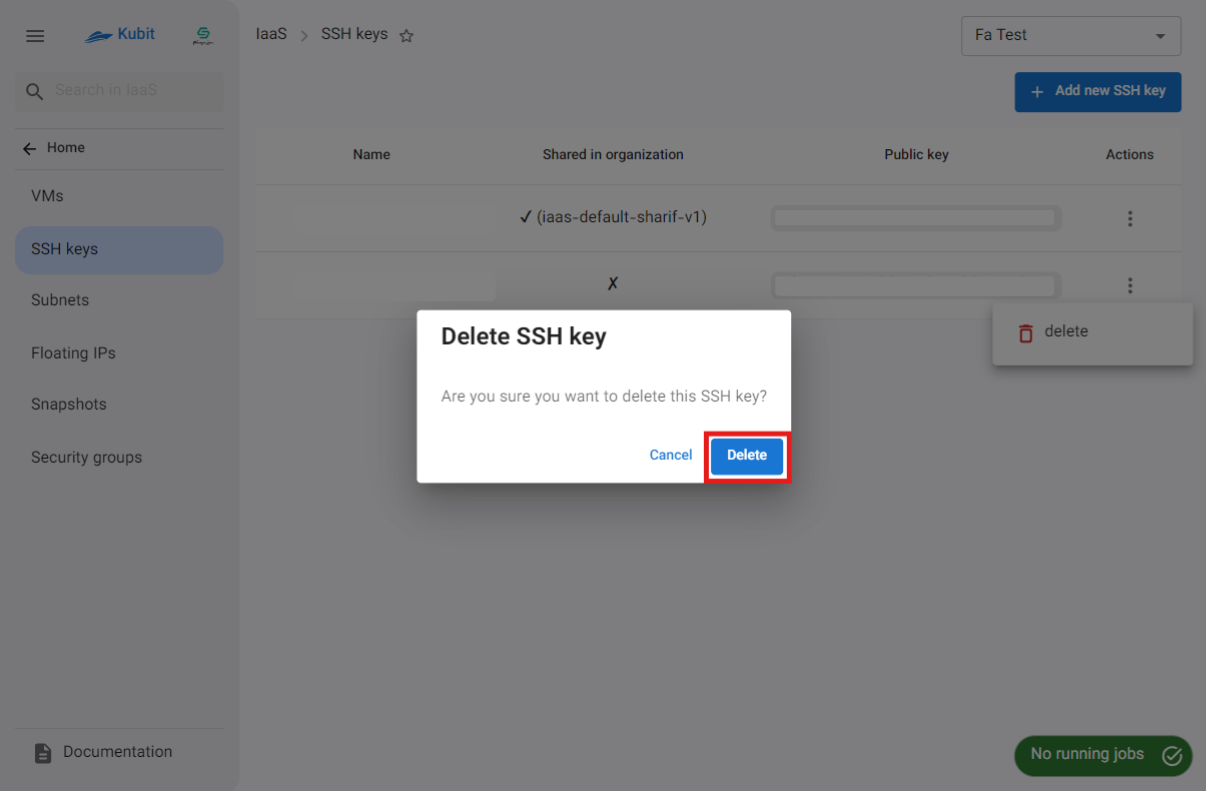 Kubit
IaaS > SSH keys
Fa Test
Search in IaaS
+ Add new SSH key
Home
Name Shared in organization Public key Actions
VMs
✓ (iaas-default-sharif-v1)
SSH keys
✗
Subnets
delete
Delete SSH key
Floating IPs
Are you sure you want to delete this SSH key?
Snapshots
Cancel Delete
Security groups
Documentation
No running jobs